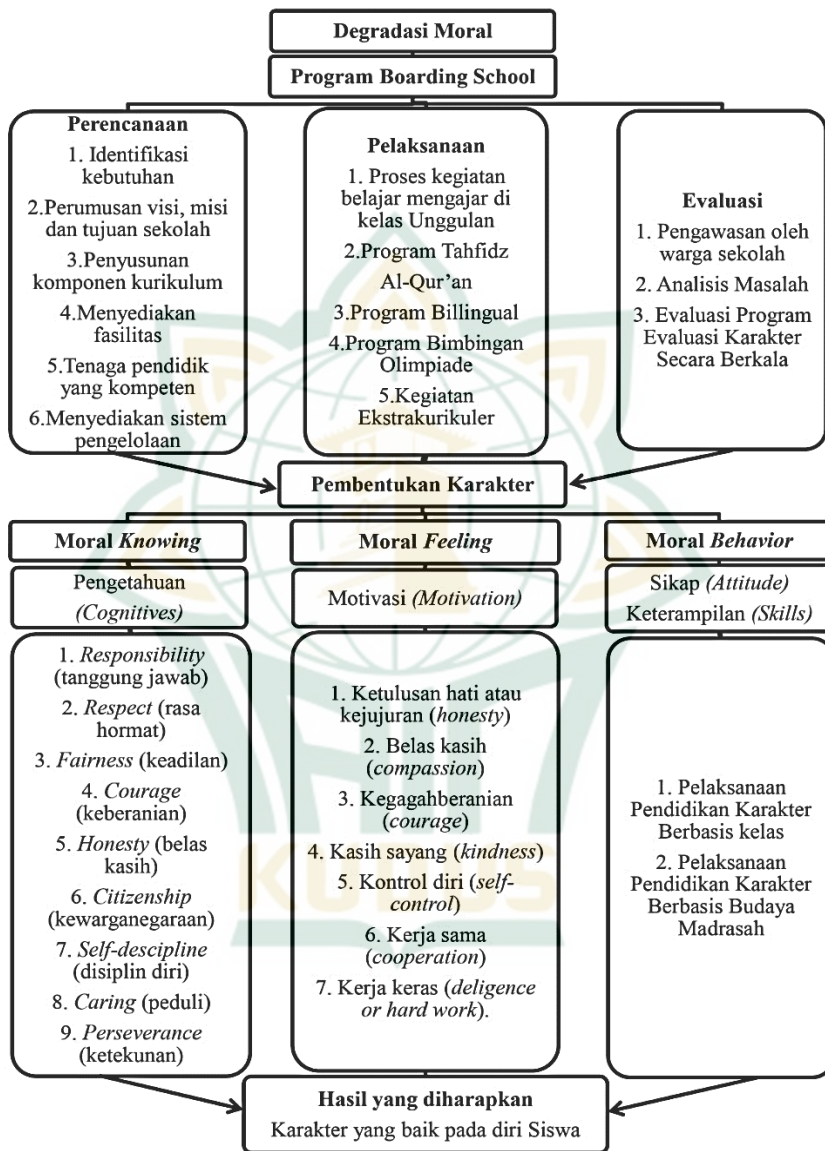 Degradasi Moral
Program Boarding School
Perencanaan
1. Identifikasi
kebutuhan
2.Perumusan visi, misi
dan tujuan sekolah
3.Penyusunan
komponen kurikulum
4.Menyediakan
fasilitas
5.Tenaga pendidik
yang kompeten
6.Menyediakan sistem
pengelolaan
Pelaksanaan
1. Proses kegiatan
belajar mengajar di
kelas Unggulan
2.Program Tahfidz
Al-Qur’an
3.Program Billingual
4.Program Bimbingan
Olimpiade
5.Kegiatan
Ekstrakurikuler
Evaluasi
1. Pengawasan oleh
warga sekolah
2. Analisis Masalah
3. Evaluasi Program
Evaluasi Karakter
Secara Berkala
Pembentukan Karakter
Moral Knowing
Pengetahuan
(Cognitives)
1. Responsibility
(tanggung jawab)
2. Respect (rasa
hormat)
3. Fairness (keadilan)
4. Courage
(keberanian)
5. Honesty (belas
kasih)
6. Citizenship
(kewarganegaraan)
7. Self-descipline
(disiplin diri)
8. Caring (peduli)
9. Perseverance
(ketekunan)
Moral Feeling
Motivasi (Motivation)
1. Ketulusan hati atau
kejujuran (honesty)
2. Belas kasih
(compassion)
3. Kegagahberanian
(courage)
4. Kasih sayang (kindness)
5. Kontrol diri (self-
control)
6. Kerja sama
(cooperation)
7. Kerja keras (deligence
or hard work).
Moral Behavior
Sikap (Attitude)
Keterampilan (Skills)
1. Pelaksanaan
Pendidikan Karakter
Berbasis kelas
2. Pelaksanaan
Pendidikan Karakter
Berbasis Budaya
Madrasah
Hasil yang diharapkan
Karakter yang baik pada diri Siswa
KUDUS